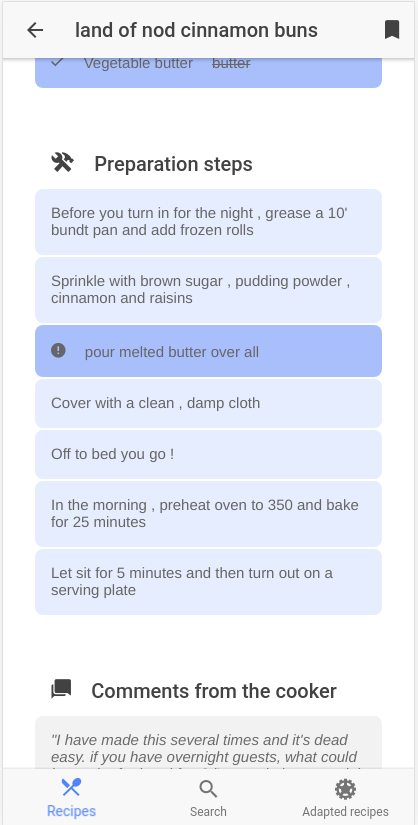 land of nod cinnamon buns
Vegetable butter butter
Preparation steps
Before you turn in for the night , grease a 10'
bundt pan and add frozen rolls
Sprinkle with brown sugar , pudding powder ,
cinnamon and raisins
pour melted butter over all
Cover with a clean , damp cloth
Off to bed you go !
In the morning , preheat oven to 350 and bake
for 25 minutes
Let sit for 5 minutes and then turn out on a
serving plate
Comments from the cooker
"I have made this several times and it's dead
easy. if you have overnight guests, what could
Recipes
Search
Adapted recipes